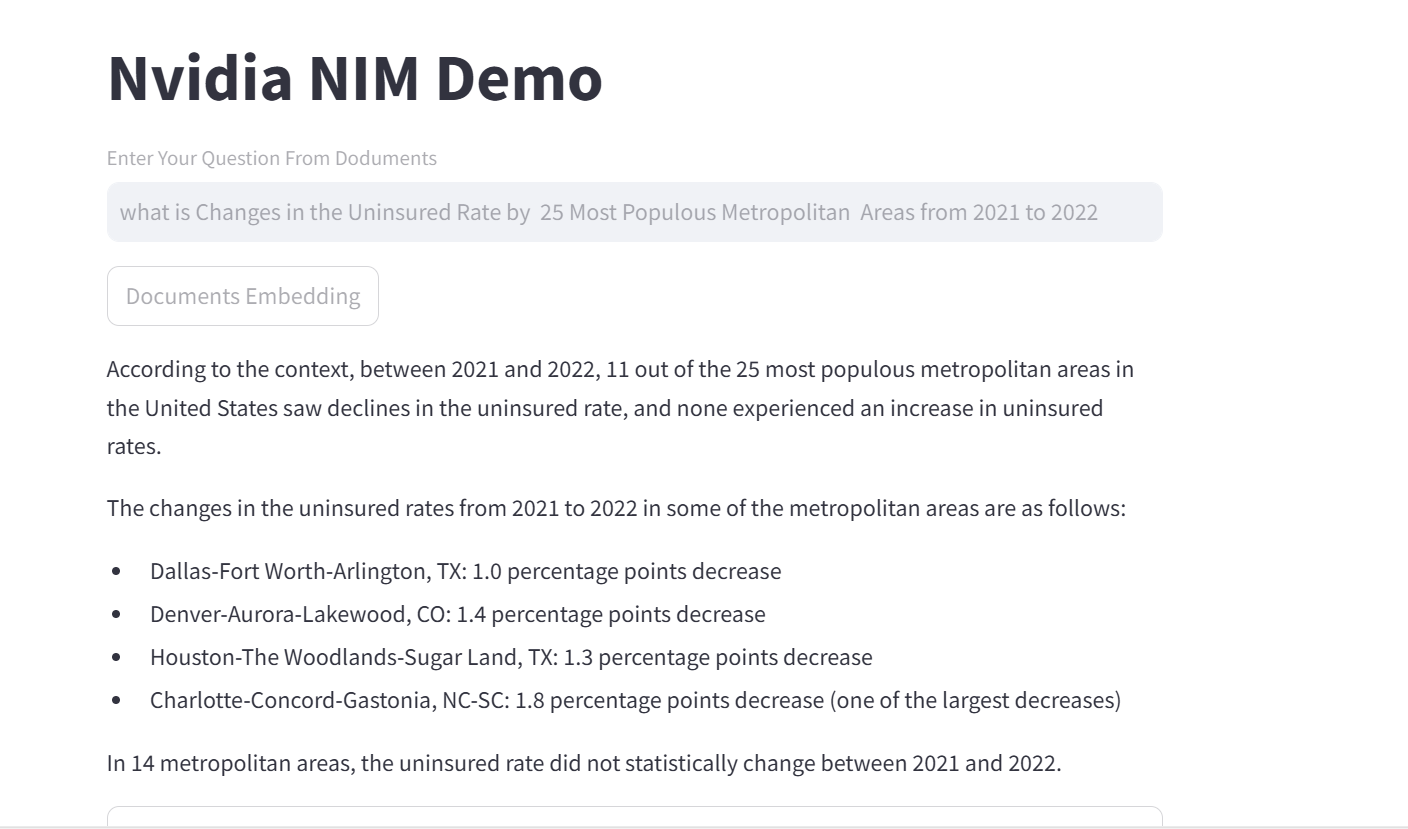 Nvidia NIM Demo
Enter Your Question From Doduments
what is Changes in the Uninsured Rate by  25 Most Populous Metropolitan  Areas from 2021 to 2022
Documents Embedding
According to the context, between 2021 and 2022, 11 out of the 25 most populous metropolitan areas in
the United States saw declines in the uninsured rate, and none experienced an increase in uninsured
rates.
The changes in the uninsured rates from 2021 to 2022 in some of the metropolitan areas are as follows:
• Dallas-Fort Worth-Arlington, TX: 1.0 percentage points decrease
• Denver-Aurora-Lakewood, CO: 1.4 percentage points decrease
• Houston-The Woodlands-Sugar Land, TX: 1.3 percentage points decrease
• Charlotte-Concord-Gastonia, NC-SC: 1.8 percentage points decrease (one of the largest decreases)
In 14 metropolitan areas, the uninsured rate did not statistically change between 2021 and 2022.